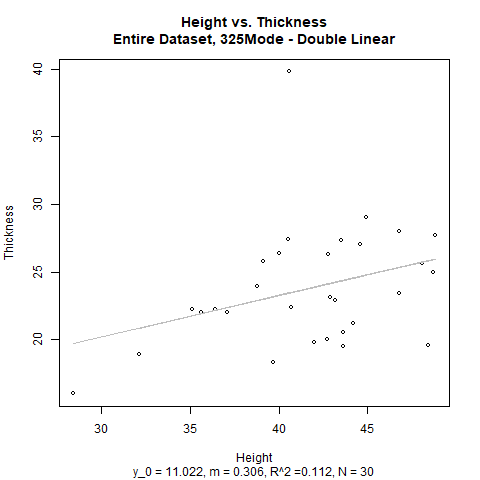 Height vs. Thickness
Entire Dataset, 325Mode - Double Linear
Thickness
40
35
30
25
20
30
35
40
45
Height
y_0 = 11.022, m = 0.306, R^2 =0.112, N = 30